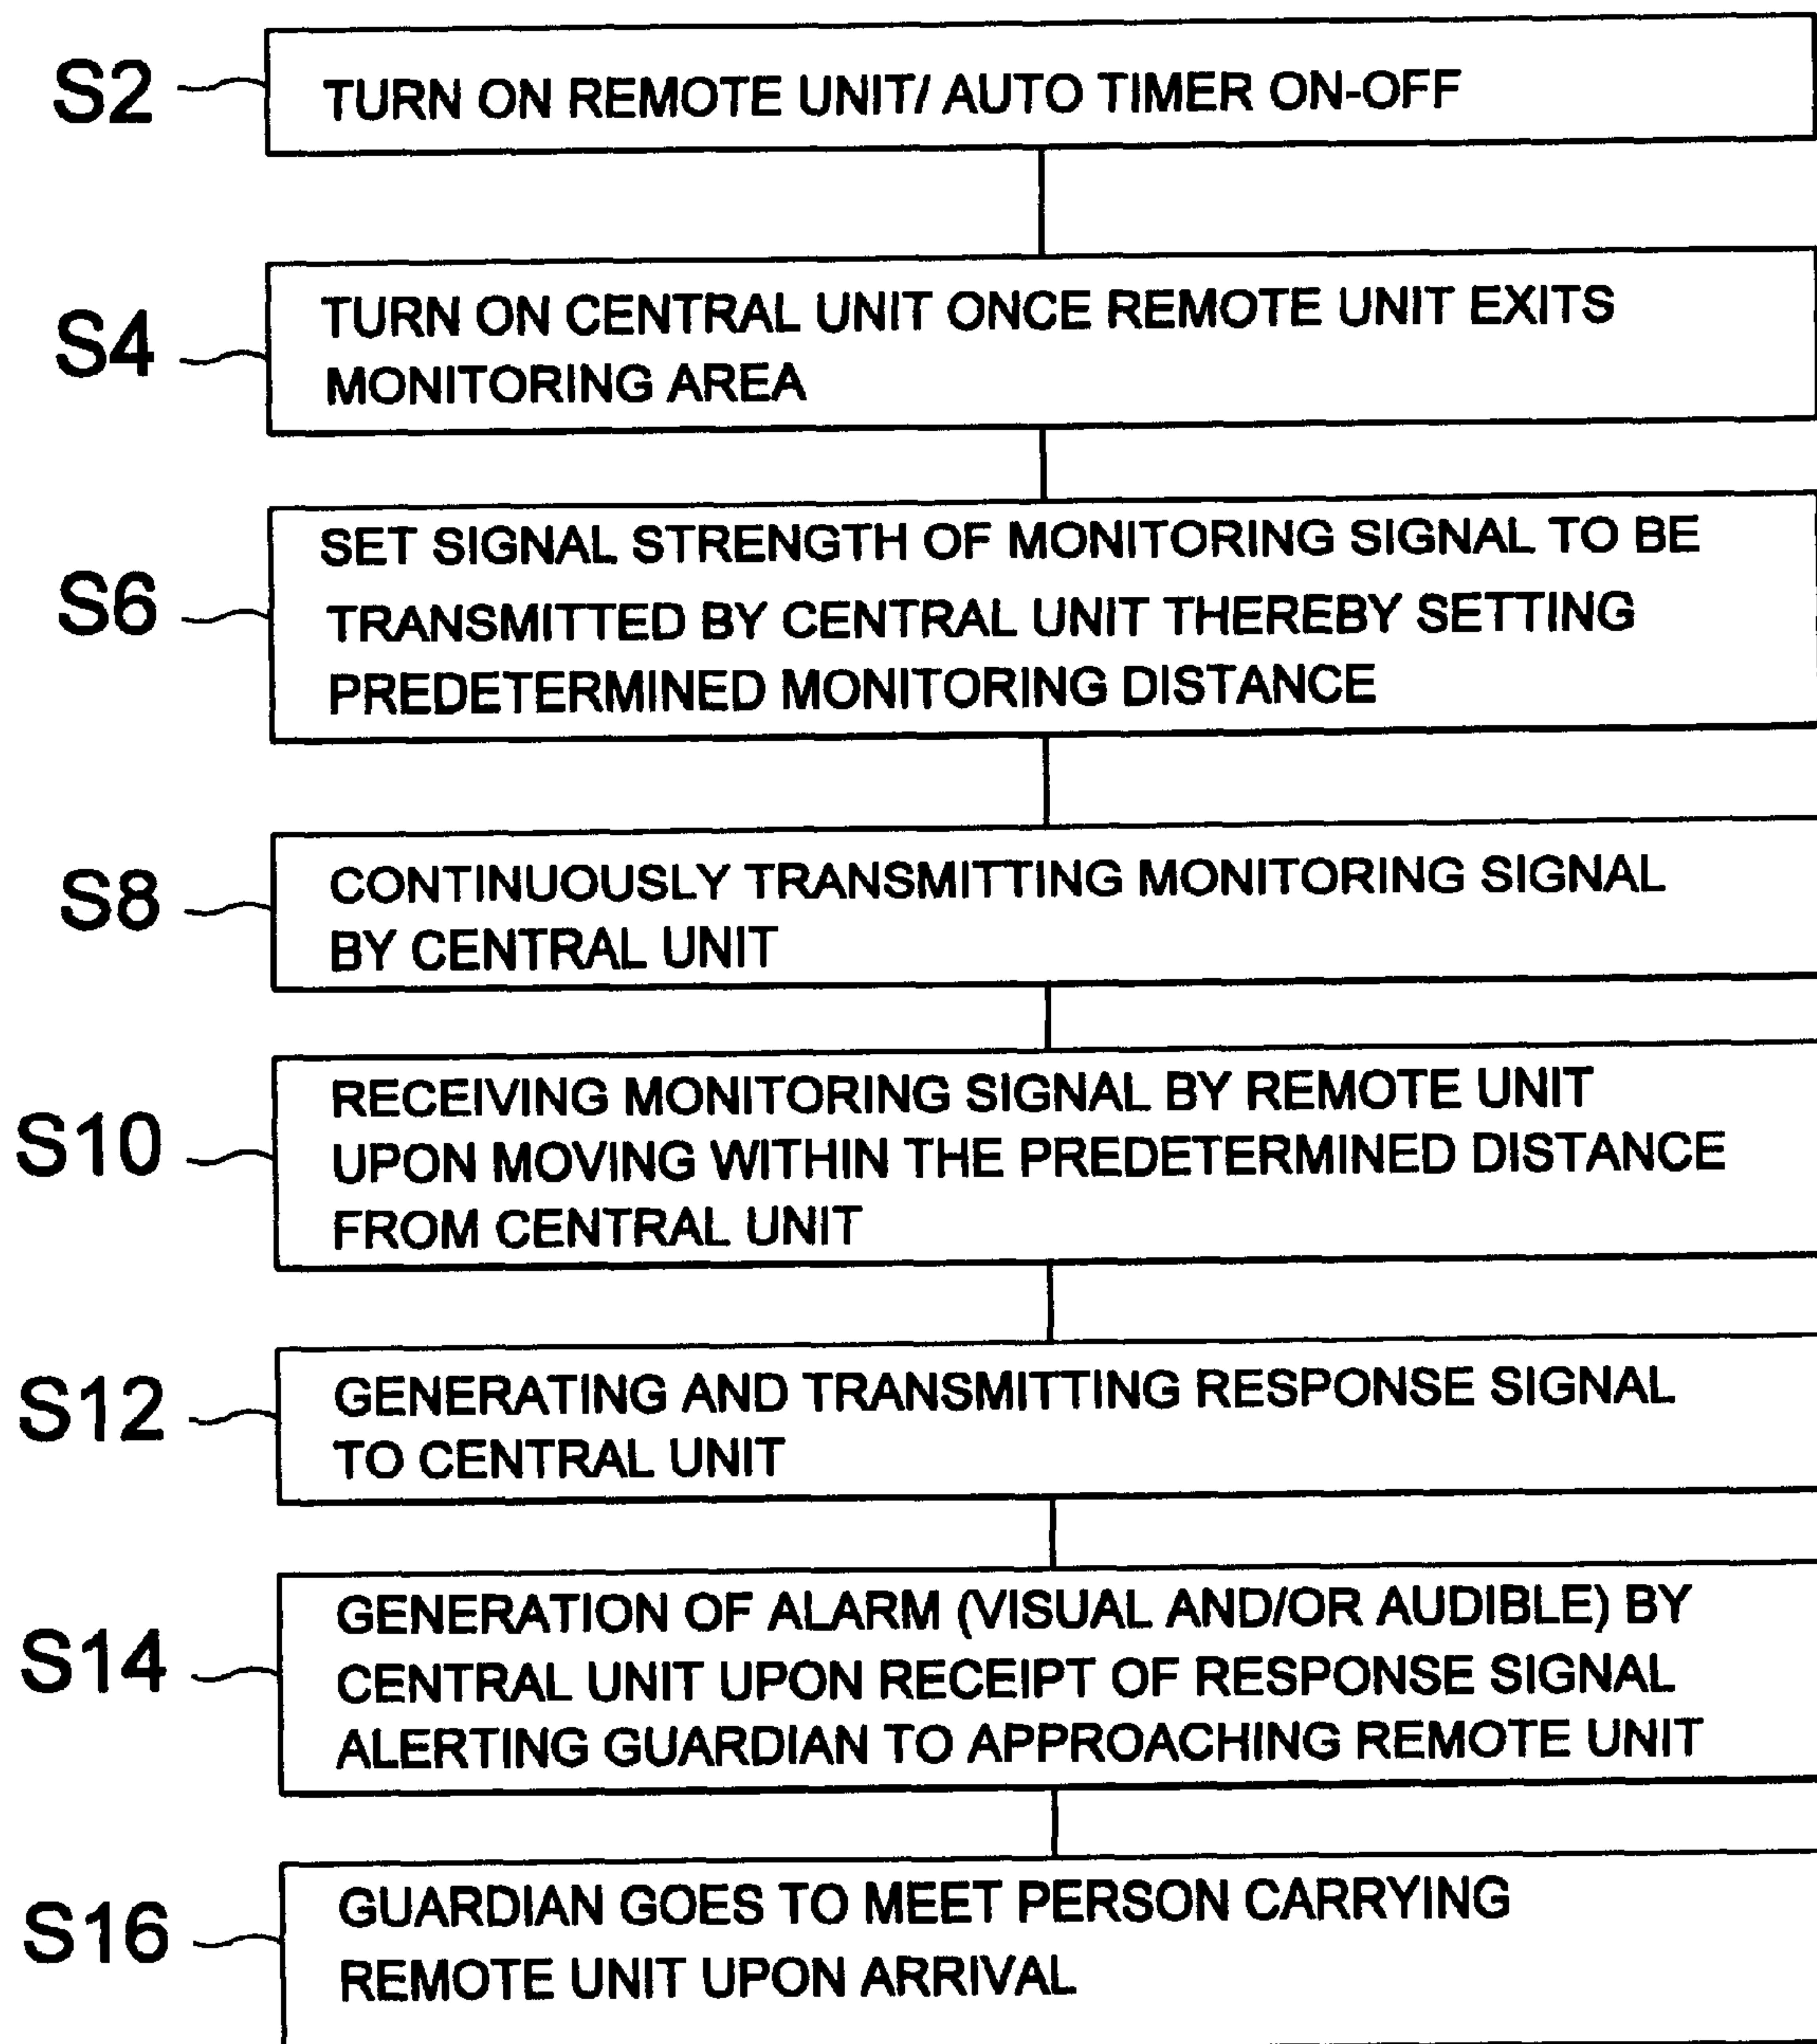 S2
TURN ON REMOTE UNIT/ AUTO TIMER ON-OFF
S4
TURN ON CENTRAL UNIT ONCE REMOTE UNIT EXITS
MONITORING AREA
S6
SET SIGNAL STRENGTH OF MONITORING SIGNAL TO BE
TRANSMITTED BY CENTRAL UNIT THEREBY SETTING
PREDETERMINED MONITORING DISTANCE
S8
CONTINUOUSLY TRANSMITTING MONITORING SIGNAL
BY CENTRAL UNIT
S10
RECEIVING MONITORING SIGNAL BY REMOTE UNIT
UPON MOVING WITHIN THE PREDETERMINED DISTANCE
FROM CENTRAL UNIT
S12
GENERATING AND TRANSMITTING RESPONSE SIGNAL
TO CENTRAL UNIT
S14
GENERATION OF ALARM (VISUAL AND/OR AUDIBLE) BY
CENTRAL UNIT UPON RECEIPT OF RESPONSE SIGNAL
ALERTING GUARDIAN TO APPROACHING REMOTE UNIT
S16
GUARDIAN GOES TO MEET PERSON CARRYING
REMOTE UNIT UPON ARRIVAL